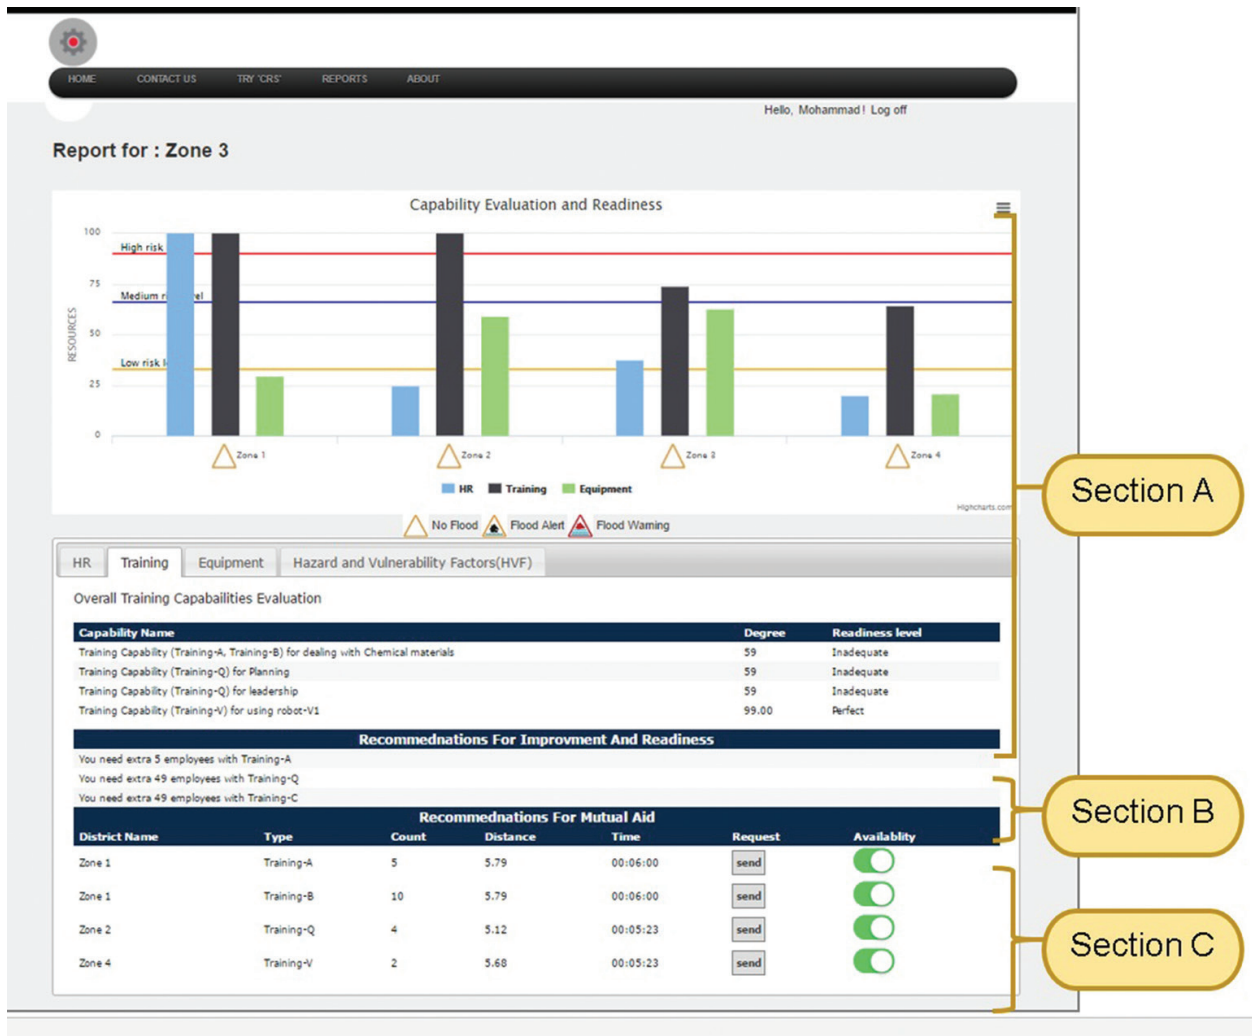 HOME CONTACT US TRY 'CRS' REPORTS ABOUT
Hello, Mohammad ! Log off
Report for : Zone 3
Capability Evaluation and Readiness
100
High risk
75
Medium
50
RESOURCES
Low risk
25
0
Zone 1 Zone 2 Zone 3 Zone 4
HR Training Equipment
Highcharts.com
No Flood Flood Alert Flood Warning
Section A
HR Training Equipment Hazard and Vulnerability Factors(HVF)
Overall Training Capabailities Evaluation
Capability Name Degree Readiness level
Training Capability (Training-A, Training-B) for dealing with Chemical materials 59 Inadequate
Training Capability (Training-Q) for Planning 59 Inadequate
Training Capability (Training-Q) for leadership 59 Inadequate
Training Capability (Training-V) for using robot-V1 99.00 Perfect
Recommednations For Improvment And Readiness
You need extra 5 employees with Training-A
You need extra 49 employees with Training-Q
You need extra 49 employees with Training-C
Section B
Recommednations For Mutual Aid
District Name Type Count Distance Time Request Availablity
Zone 1 Training-A 5 5.79 00:06:00 send
Zone 1 Training-B 10 5.79 00:06:00 send
Zone 2 Training-Q 4 5.12 00:05:23 send
Zone 4 Training-V 2 5.68 00:05:23 send
Section C